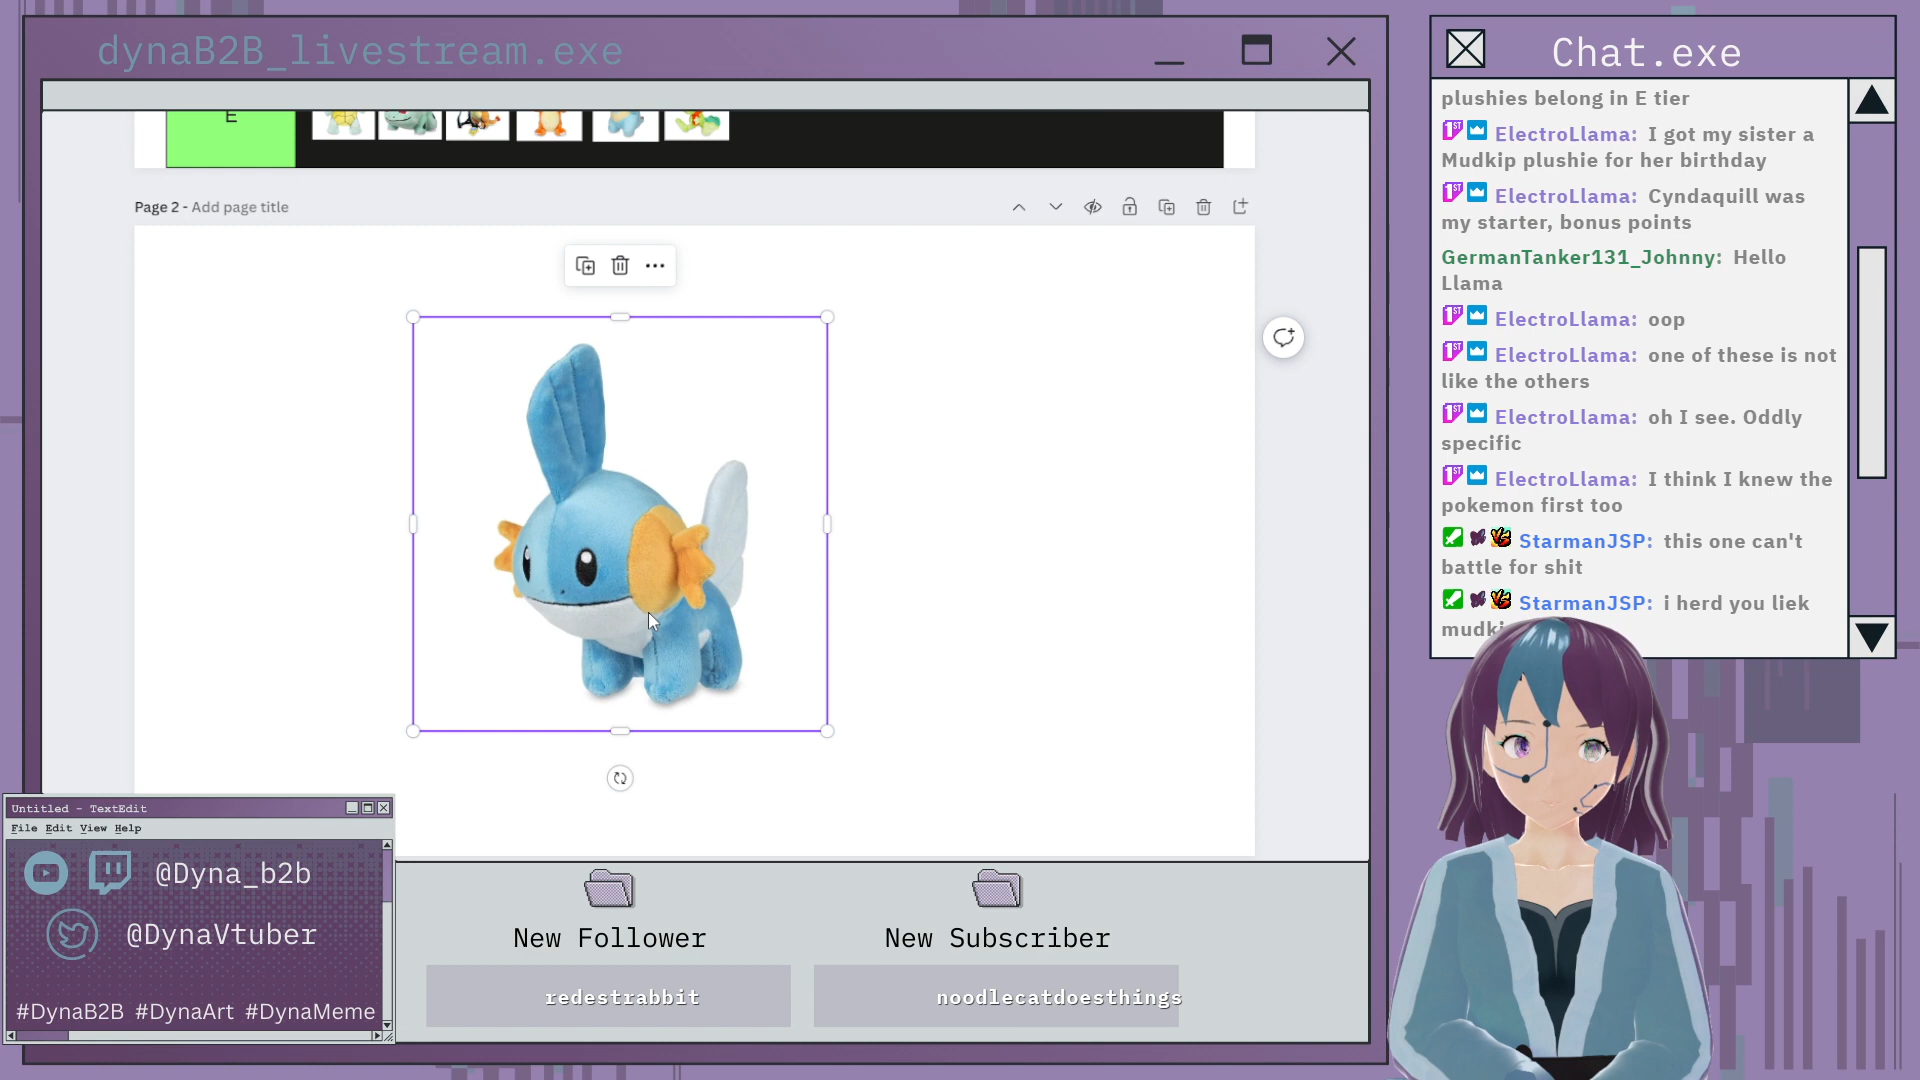 dynaB2B_livestream.exe
E
Page 2 - Add page title
Chat.exe
plushies belong in E tier
ElectroLlama: I got my sister a
Mudkip plushie for her birthday
ElectroLlama: Cyndaquill was
my starter, bonus points
GermanTanker131_Johnny: Hello
Llama
ElectroLlama: oop
ElectroLlama: one of these is not
like the others
ElectroLlama: oh I see. Oddly
specific
ElectroLlama: I think I knew the
pokemon first too
StarmanJSP: this one can't
battle for shit
StarmanJSP: i herd you liek
Untitled - TextEdit
File Edit View Help
@Dyna_b2b
@DynaVtuber
#DynaB2B #DynaArt #DynaMeme
New Follower
redestrabbit
New Subscriber
noodlecatdoesthings